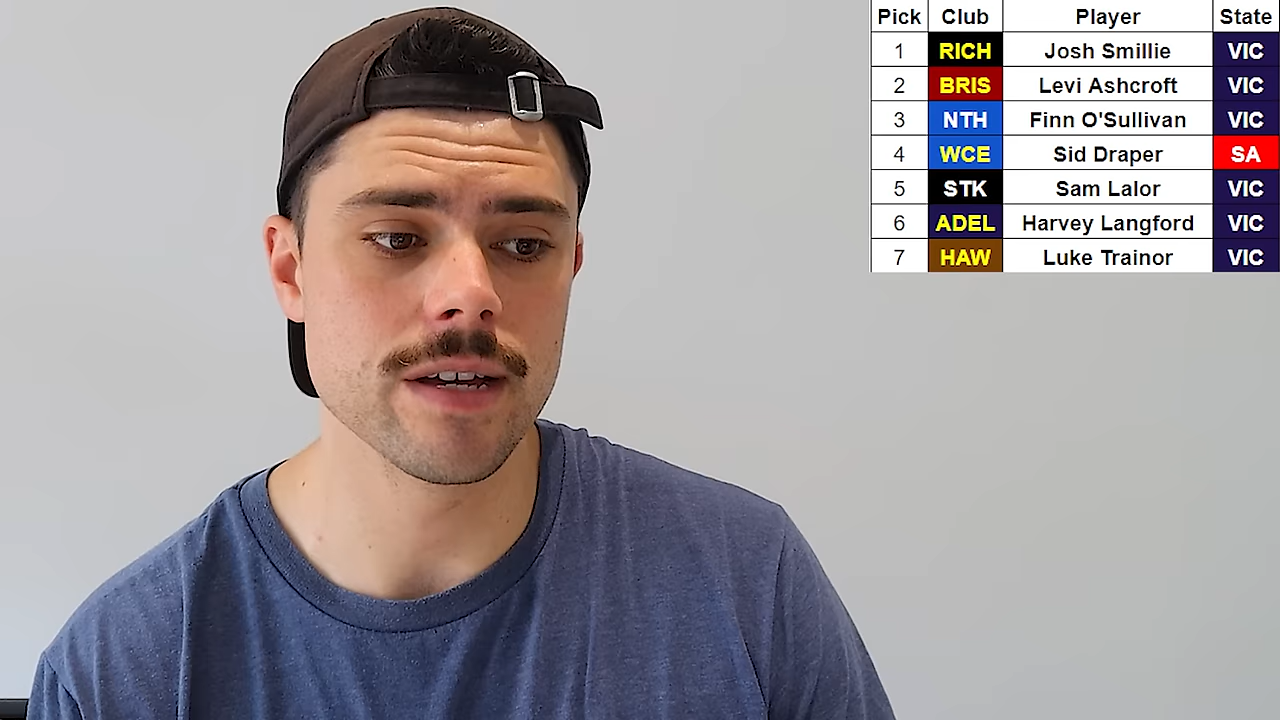 Pick Club Player State
1 RICH Josh Smillie VIC
2 BRIS Levi Ashcroft VIC
3 NTH Finn O'Sullivan VIC
4 WCE Sid Draper SA
5 STK Sam Lalor VIC
6 ADEL Harvey Langford VIC
7 HAW Luke Trainor VIC